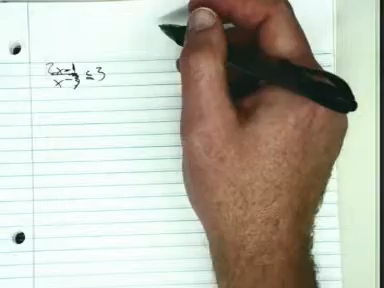 (2x-1)/(x-3) ≤ 3